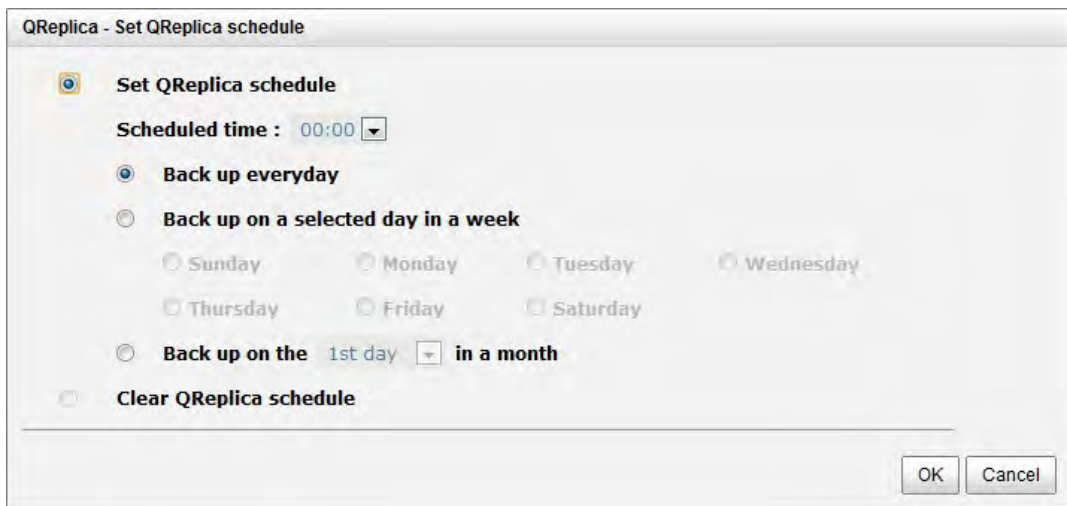 QReplica - Set QReplica schedule
Set QReplica schedule
Scheduled time : 00:00
Back up everyday
Back up on a selected day in a week
Sunday Monday Tuesday Wednesday
Thursday Friday Saturday
Back up on the 1st day in a month
Clear QReplica schedule
OK Cancel